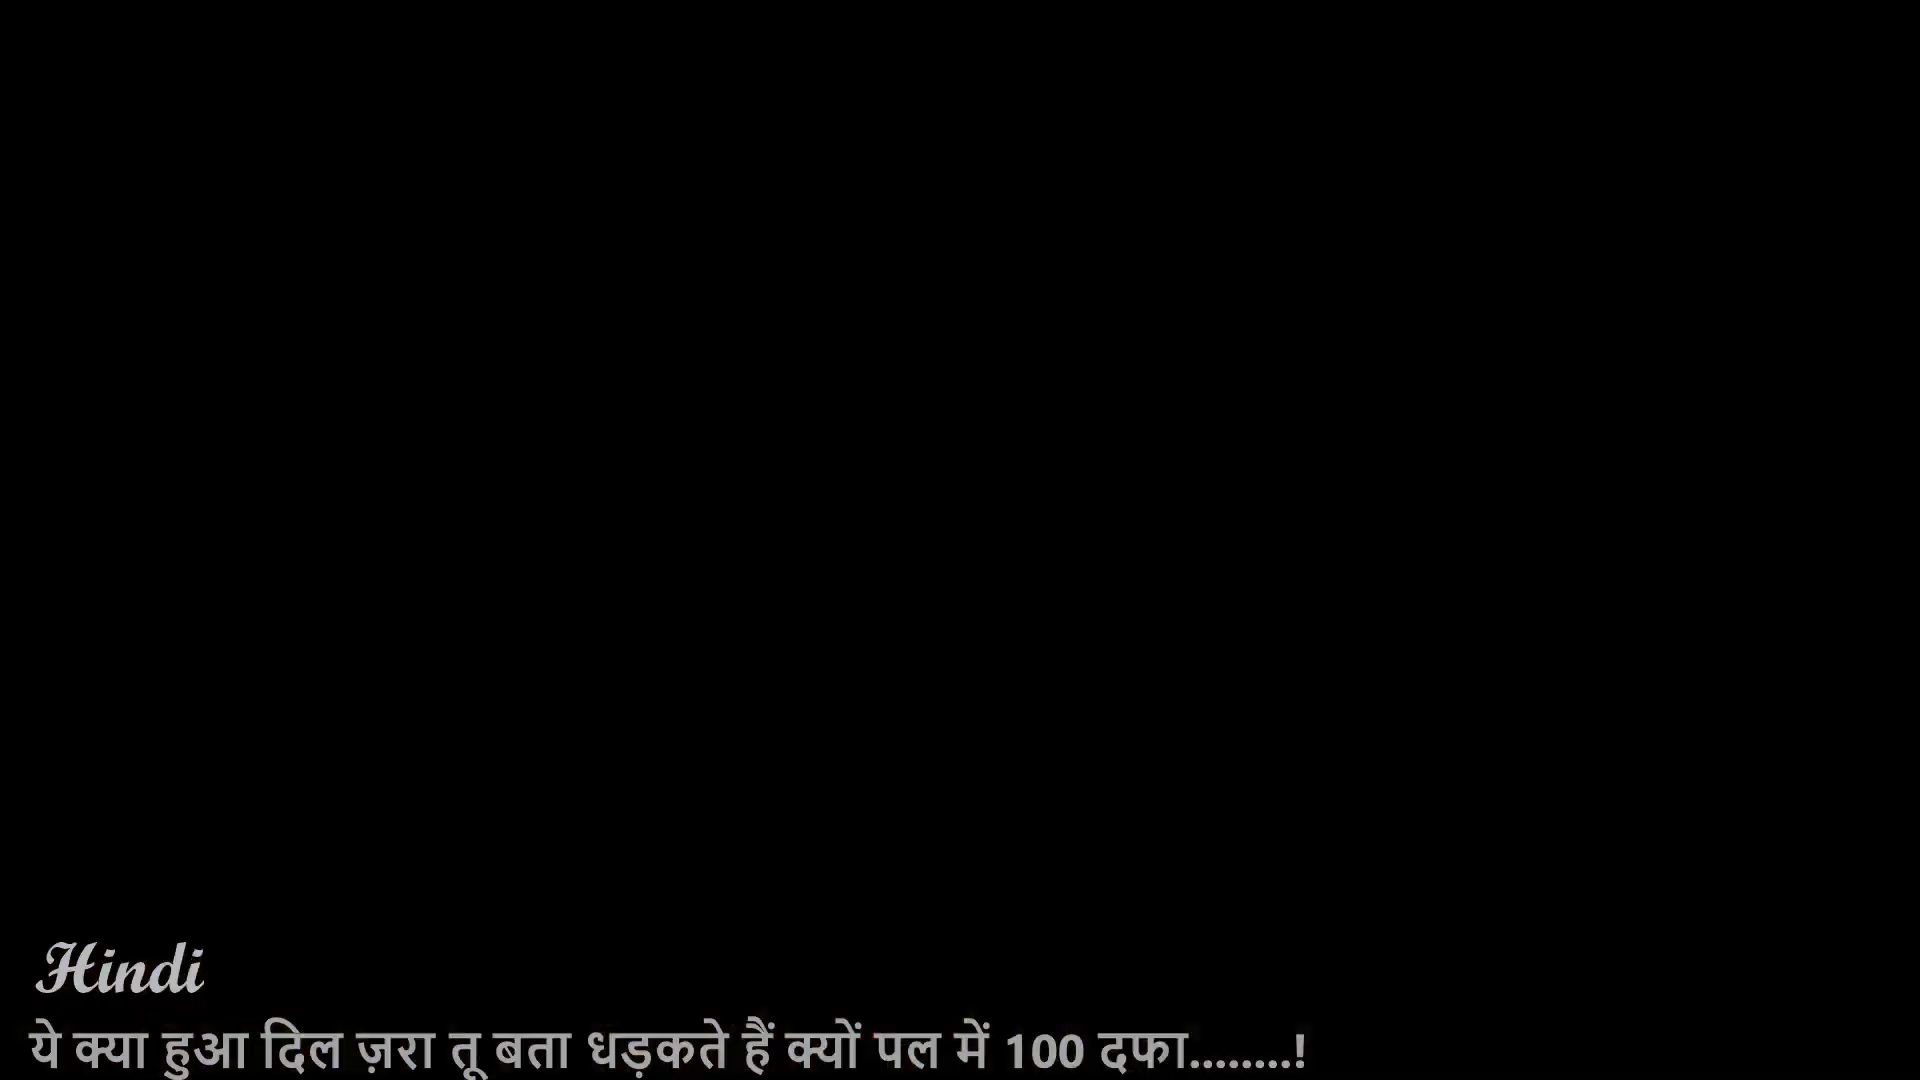 Hindi
ये क्या हुआ दिल ज़रा तू बता धड़कते हैं क्यों पल में 100 दफा........!